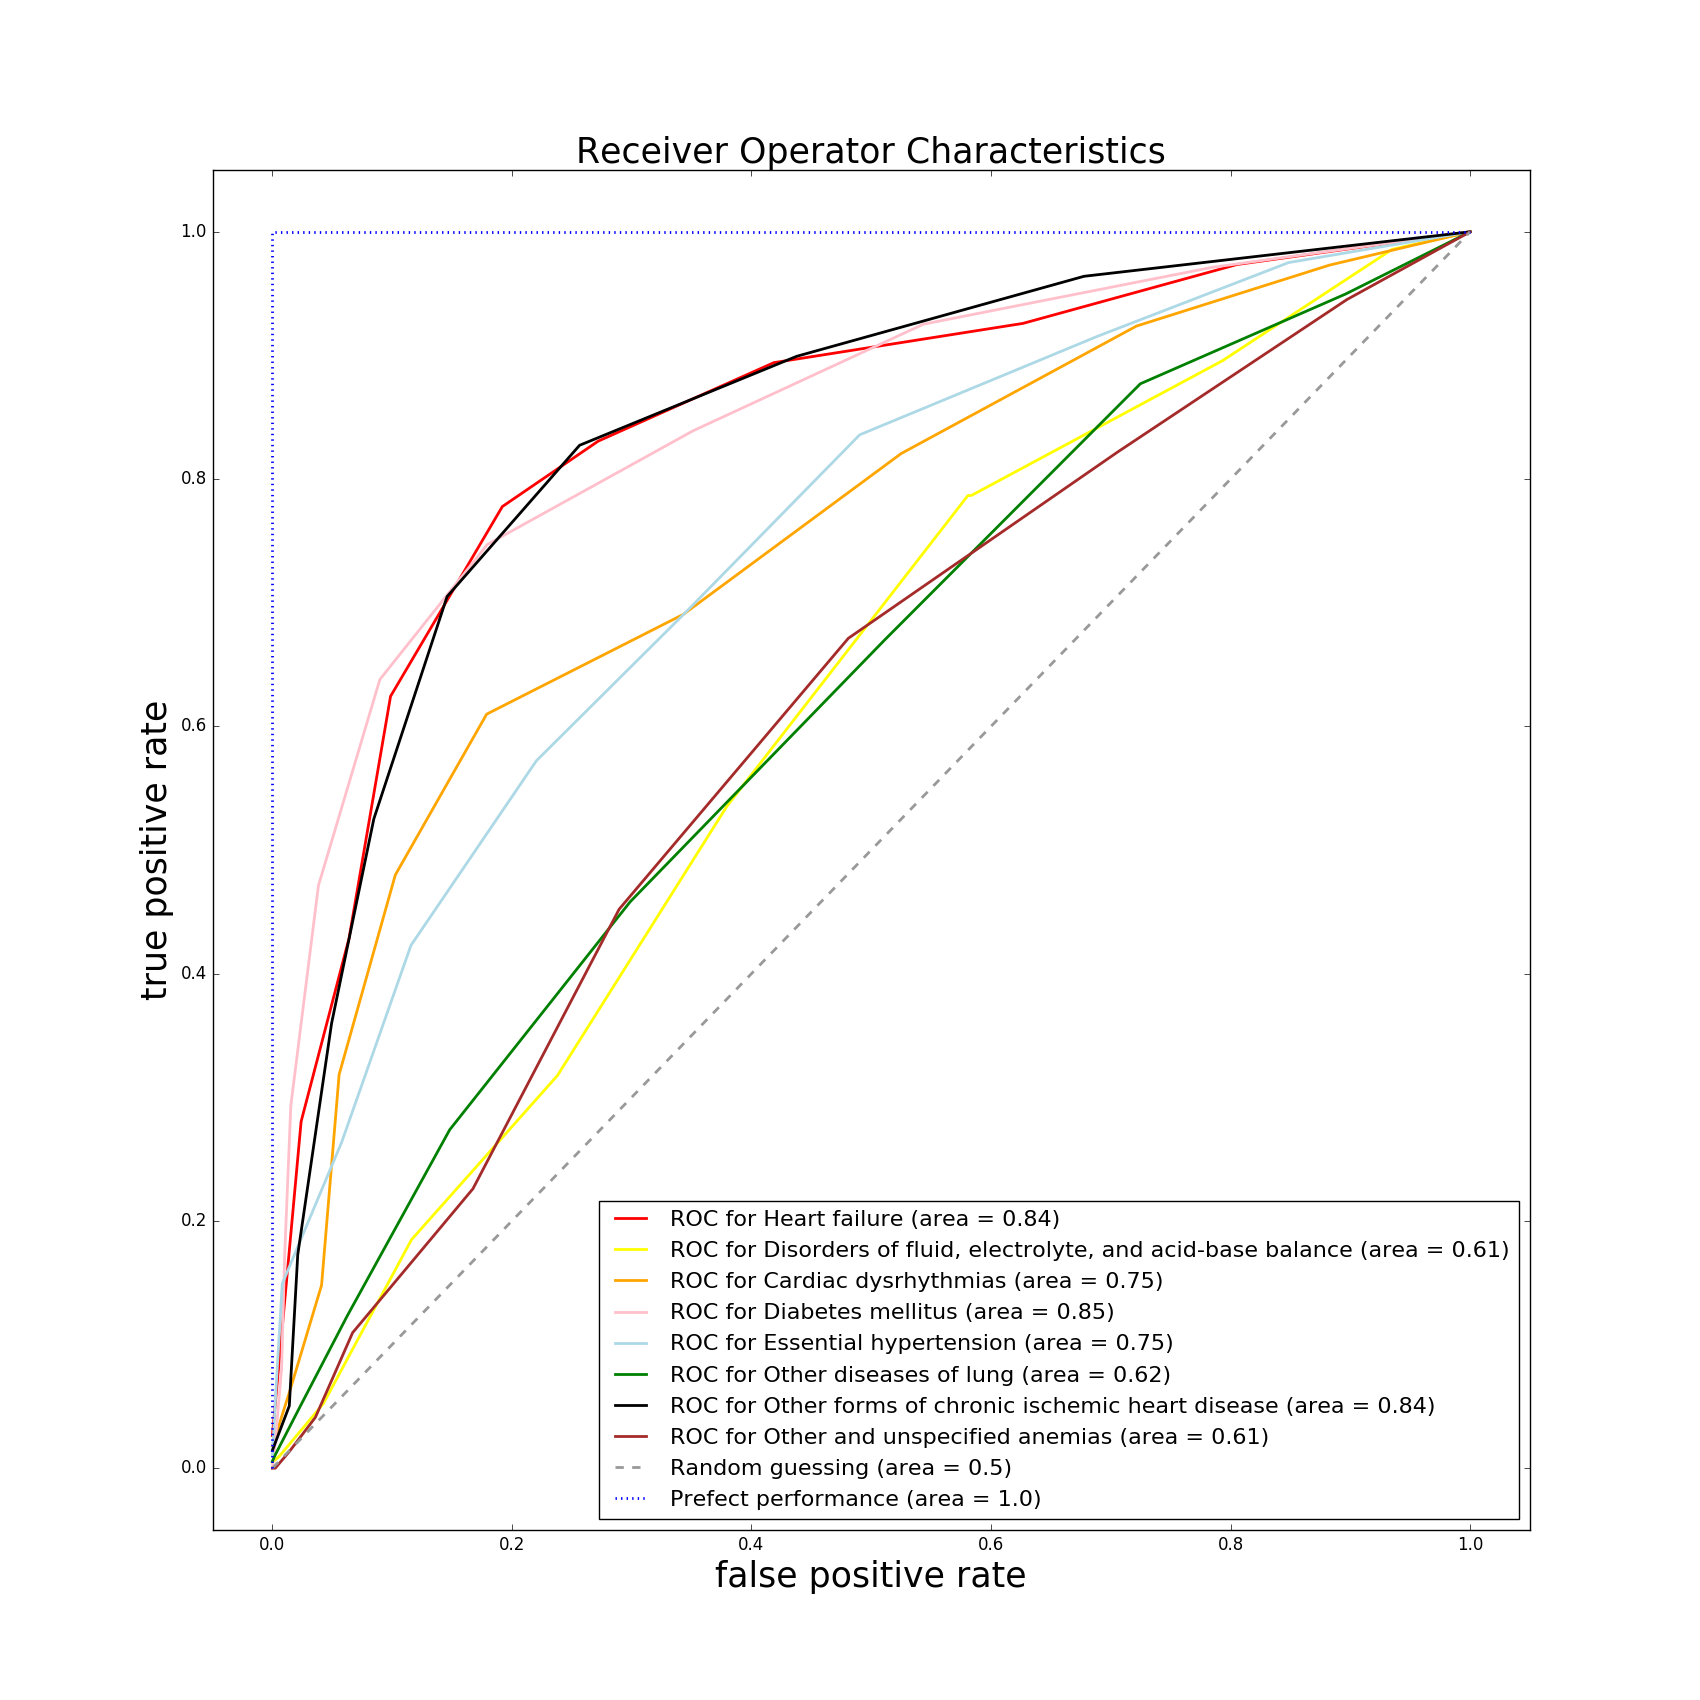 Receiver Operator Characteristics
1.0
0.8
0.6
0.4
0.2
0.0
true positive rate
ROC for Heart failure (area = 0.84)
ROC for Disorders of fluid, electrolyte, and acid-base balance (area = 0.61)
ROC for Cardiac dysrhythmias (area = 0.75)
ROC for Diabetes mellitus (area = 0.85)
ROC for Essential hypertension (area = 0.75)
ROC for Other diseases of lung (area = 0.62)
ROC for Other forms of chronic ischemic heart disease (area = 0.84)
ROC for Other and unspecified anemias (area = 0.61)
Random guessing (area = 0.5)
Prefect performance (area = 1.0)
0.0 0.2 0.4 0.6 0.8 1.0
false positive rate